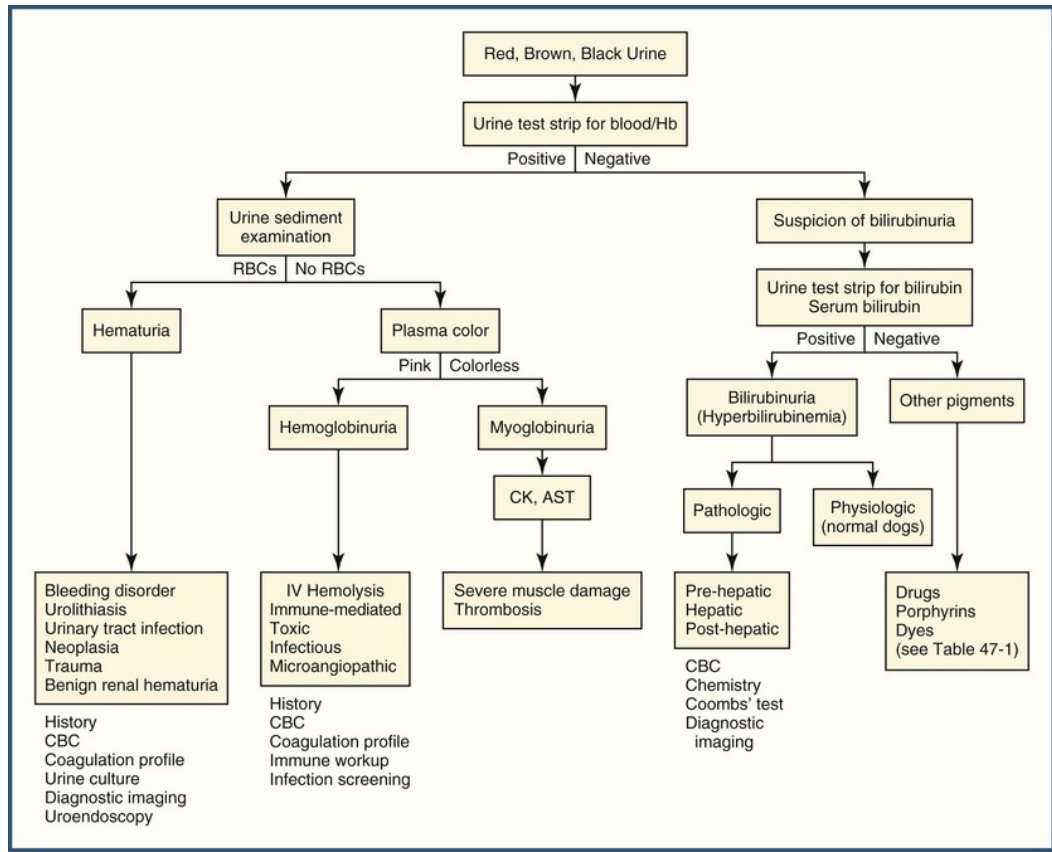 Red, Brown, Black Urine
Urine test strip for blood/Hb
Positive Negative
Urine sediment
examination
Suspicion of bilirubinuria
RBCs No RBCs
Urine test strip for bilirubin
Serum bilirubin
Hematuria
Plasma color
Positive Negative
Pink Colorless
Bilirubinuria
(Hyperbilirubinemia)
Other pigments
Hemoglobinuria
Myoglobinuria
CK, AST
Pathologic
Physiologic
(normal dogs)
Bleeding disorder
Urolithiasis
Urinary tract infection
Neoplasia
Trauma
Benign renal hematuria
History
CBC
Coagulation profile
Urine culture
Diagnostic imaging
Uroendoscopy
IV Hemolysis
Immune-mediated
Toxic
Infectious
Microangiopathic
History
CBC
Coagulation profile
Immune workup
Infection screening
Severe muscle damage
Thrombosis
Pre-hepatic
Hepatic
Post-hepatic
CBC
Chemistry
Coombs' test
Diagnostic
imaging
Drugs
Porphyrins
Dyes
(see Table 47-1)